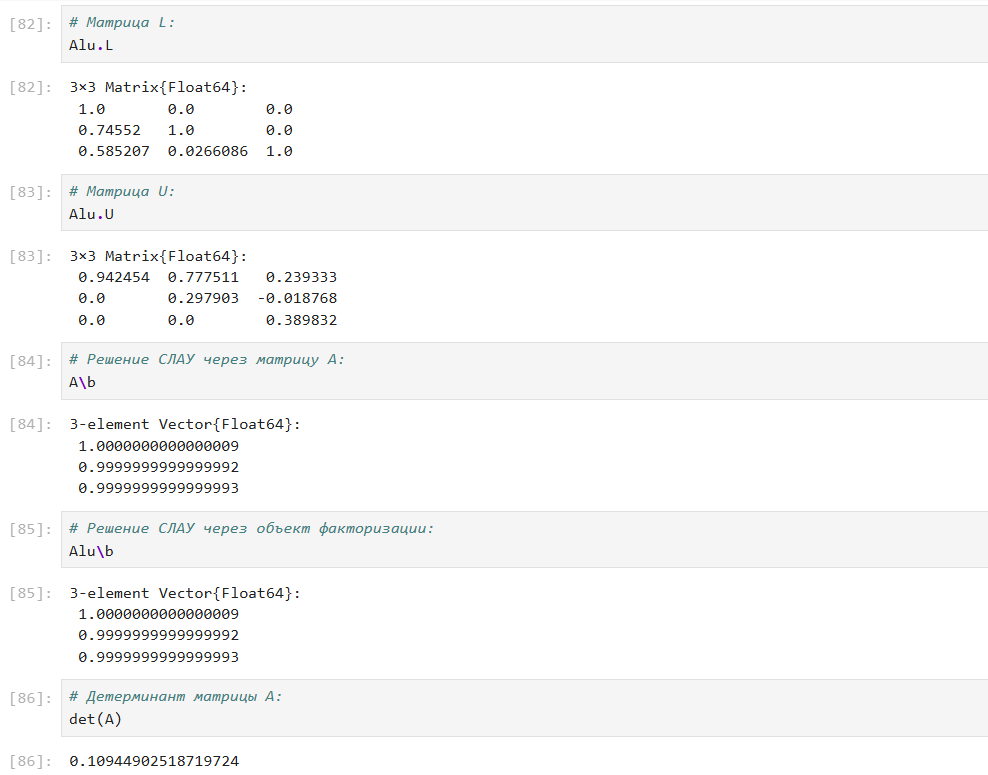 [82]: # Матрица L:
Alu.L
[82]: 3×3 Matrix{Float64}:
1.0 0.0 0.0
0.74552 1.0 0.0
0.585207 0.0266086 1.0
[83]: # Матрица U:
Alu.U
[83]: 3×3 Matrix{Float64}:
0.942454 0.777511 0.239333
0.0 0.297903 -0.018768
0.0 0.0 0.389832
[84]: # Решение СЛАУ через матрицу A:
A\b
[84]: 3-element Vector{Float64}:
1.0000000000000009
0.9999999999999992
0.9999999999999993
[85]: # Решение СЛАУ через объект факторизации:
Alu\b
[85]: 3-element Vector{Float64}:
1.0000000000000009
0.9999999999999992
0.9999999999999993
[86]: # Детерминант матрицы A:
det(A)
[86]: 0.10944902518719724